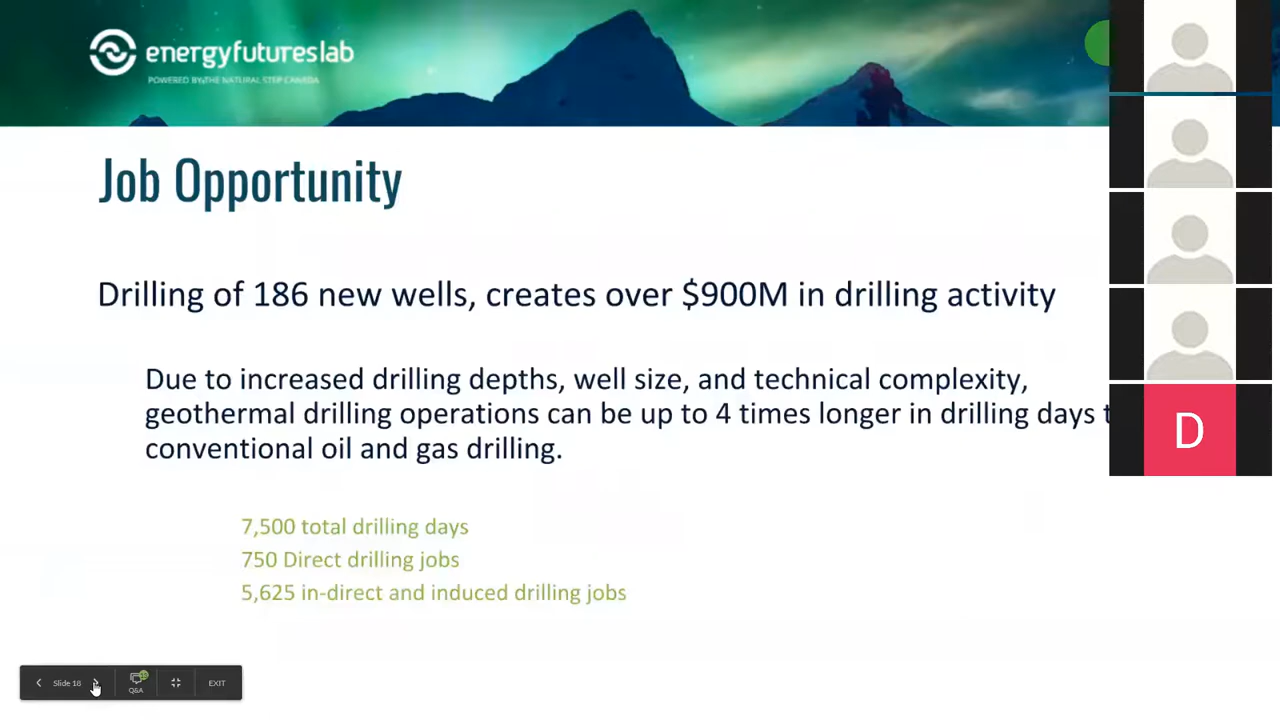 energyfutureslab
POWERED BY THE NATURAL STEP CANADA
Job Opportunity
Drilling of 186 new wells, creates over $900M in drilling activity
Due to increased drilling depths, well size, and technical complexity,
geothermal drilling operations can be up to 4 times longer in drilling days
conventional oil and gas drilling.
D
7,500 total drilling days
750 Direct drilling jobs
5,625 in-direct and induced drilling jobs
Slide 18
Q&A
EXIT